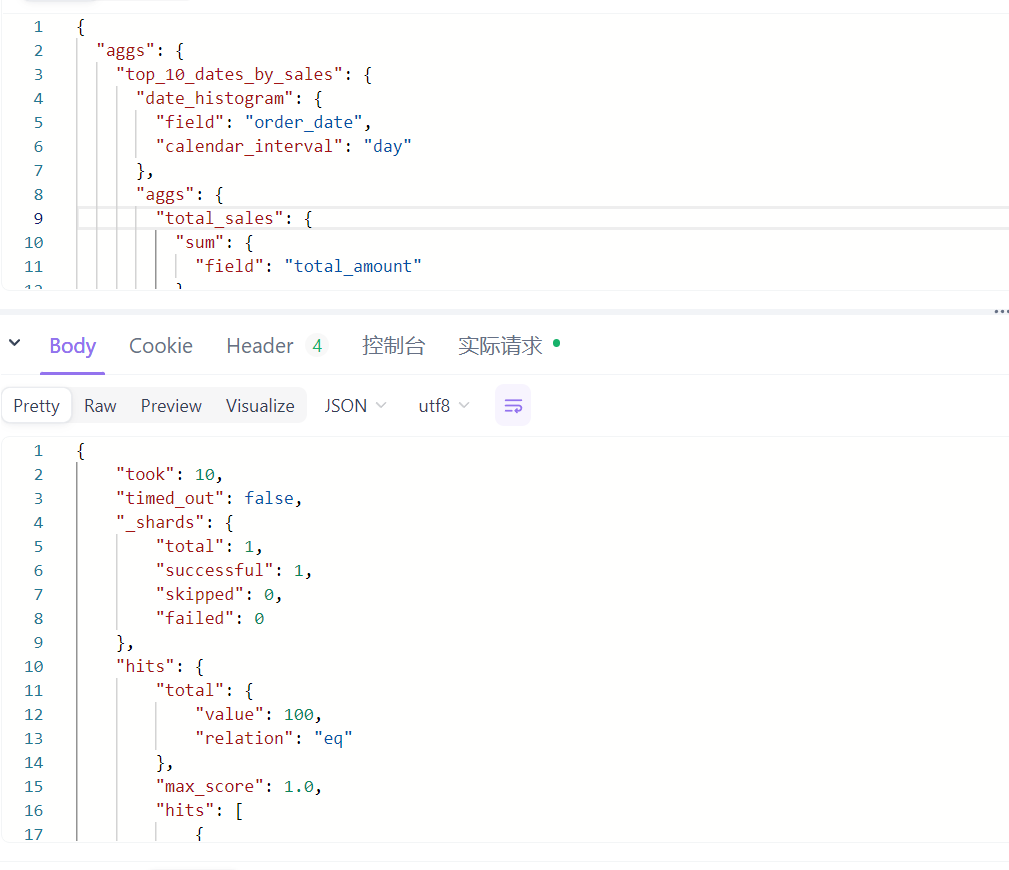 1 {
2 "aggs": {
3 "top_10_dates_by_sales": {
4 "date_histogram": {
5 "field": "order_date",
6 "calendar_interval": "day"
7 },
8 "aggs": {
9 "total_sales": {
10 "sum": {
11 "field": "total_amount"
Body Cookie Header 4 控制台 实际请求
Pretty Raw Preview Visualize JSON utf8
1 {
2 "took": 10,
3 "timed_out": false,
4 "_shards": {
5 "total": 1,
6 "successful": 1,
7 "skipped": 0,
8 "failed": 0
9 },
10 "hits": {
11 "total": {
12 "value": 100,
13 "relation": "eq"
14 },
15 "max_score": 1.0,
16 "hits": [
17 {